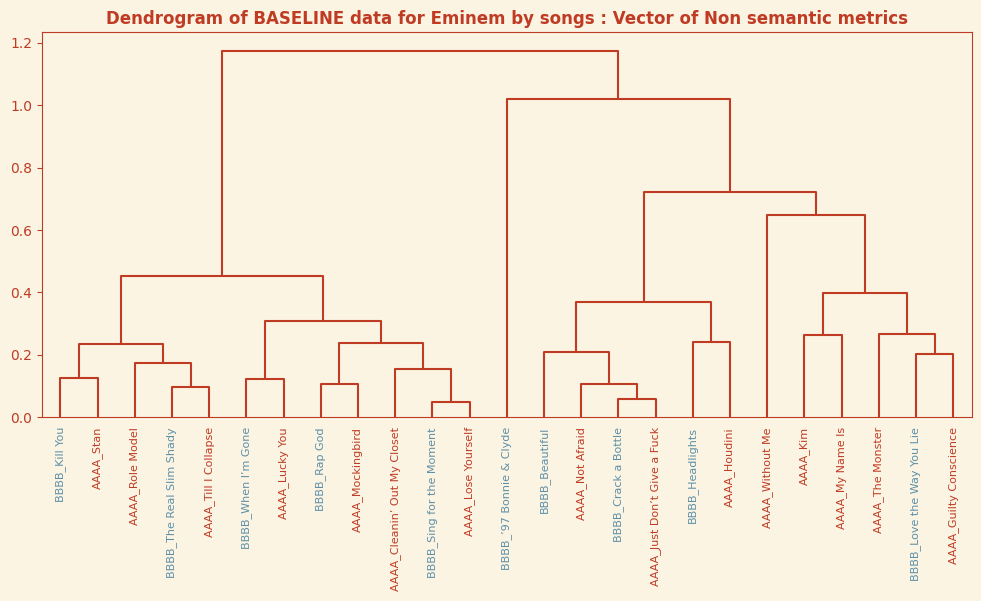 Dendrogram of BASELINE data for Eminem by songs : Vector of Non semantic metrics
1.2
1.0
0.8
0.6
0.4
0.2
0.0
BBBB_Kill You
AAAA_Stan
AAAA_Role Model
BBBB_The Real Slim Shady
AAAA_Till I Collapse
BBBB_When I’m Gone
AAAA_Lucky You
BBBB_Rap God
AAAA_Mockingbird
AAAA_Cleanin’ Out My Closet
BBBB_Sing for the Moment
AAAA_Lose Yourself
BBBB_’97 Bonnie & Clyde
BBBB_Beautiful
AAAA_Not Afraid
BBBB_Crack a Bottle
AAAA_Just Don’t Give a Fuck
BBBB_Headlights
AAAA_Houdini
AAAA_Without Me
AAAA_Kim
AAAA_My Name Is
AAAA_The Monster
BBBB_Love the Way You Lie
AAAA_Guilty Conscience